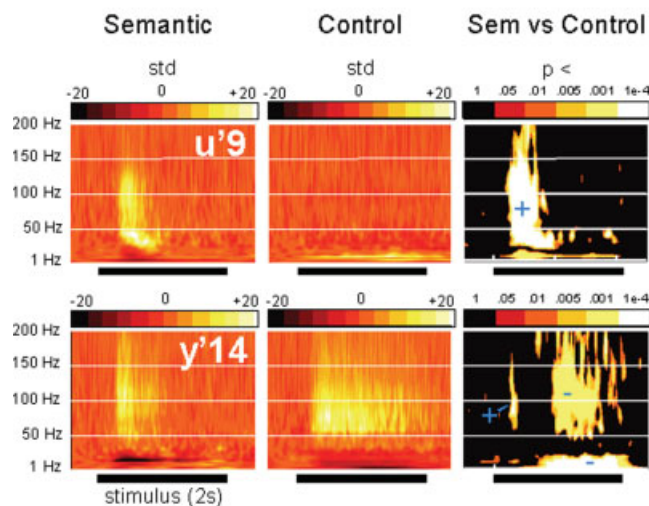 Semantic Control Sem vs Control
std std p <
-20 0 +20 -20 0 +20 1 .05 .01 .005 .001 1e-4
200 Hz
u'9
150 Hz
100 Hz
+
50 Hz
1 Hz
-20 0 +20 -20 0 +20 1 .05 .01 .005 .001 1e-4
200 Hz
y'14
150 Hz
100 Hz
+ -
50 Hz
1 Hz
-
stimulus (2s)